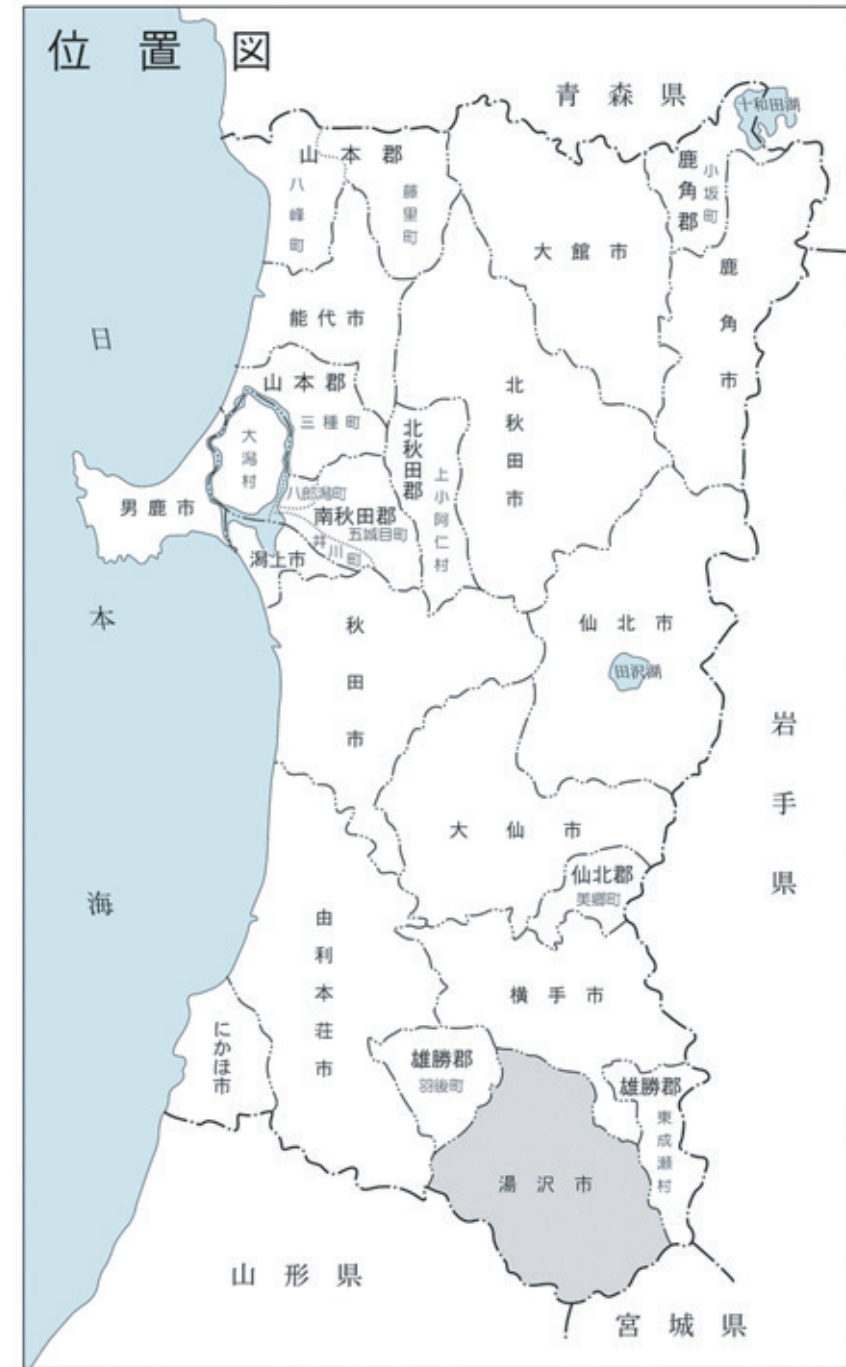 位置図
青森県
十和田湖
山本郡
八峰町
藤里町
鹿角郡
小坂町
大館市
鹿角市
能代市
日本海
山本郡
三種町
大潟村
北秋田市
北秋田郡
上小阿仁村
男鹿市
八郎潟町
南秋田郡
五城目町
井川町
潟上市
秋田市
仙北市
田沢湖
岩手県
大仙市
仙北郡
美郷町
由利本荘市
横手市
にかほ市
雄勝郡
羽後町
雄勝郡
東成瀬村
湯沢市
山形県
宮城県